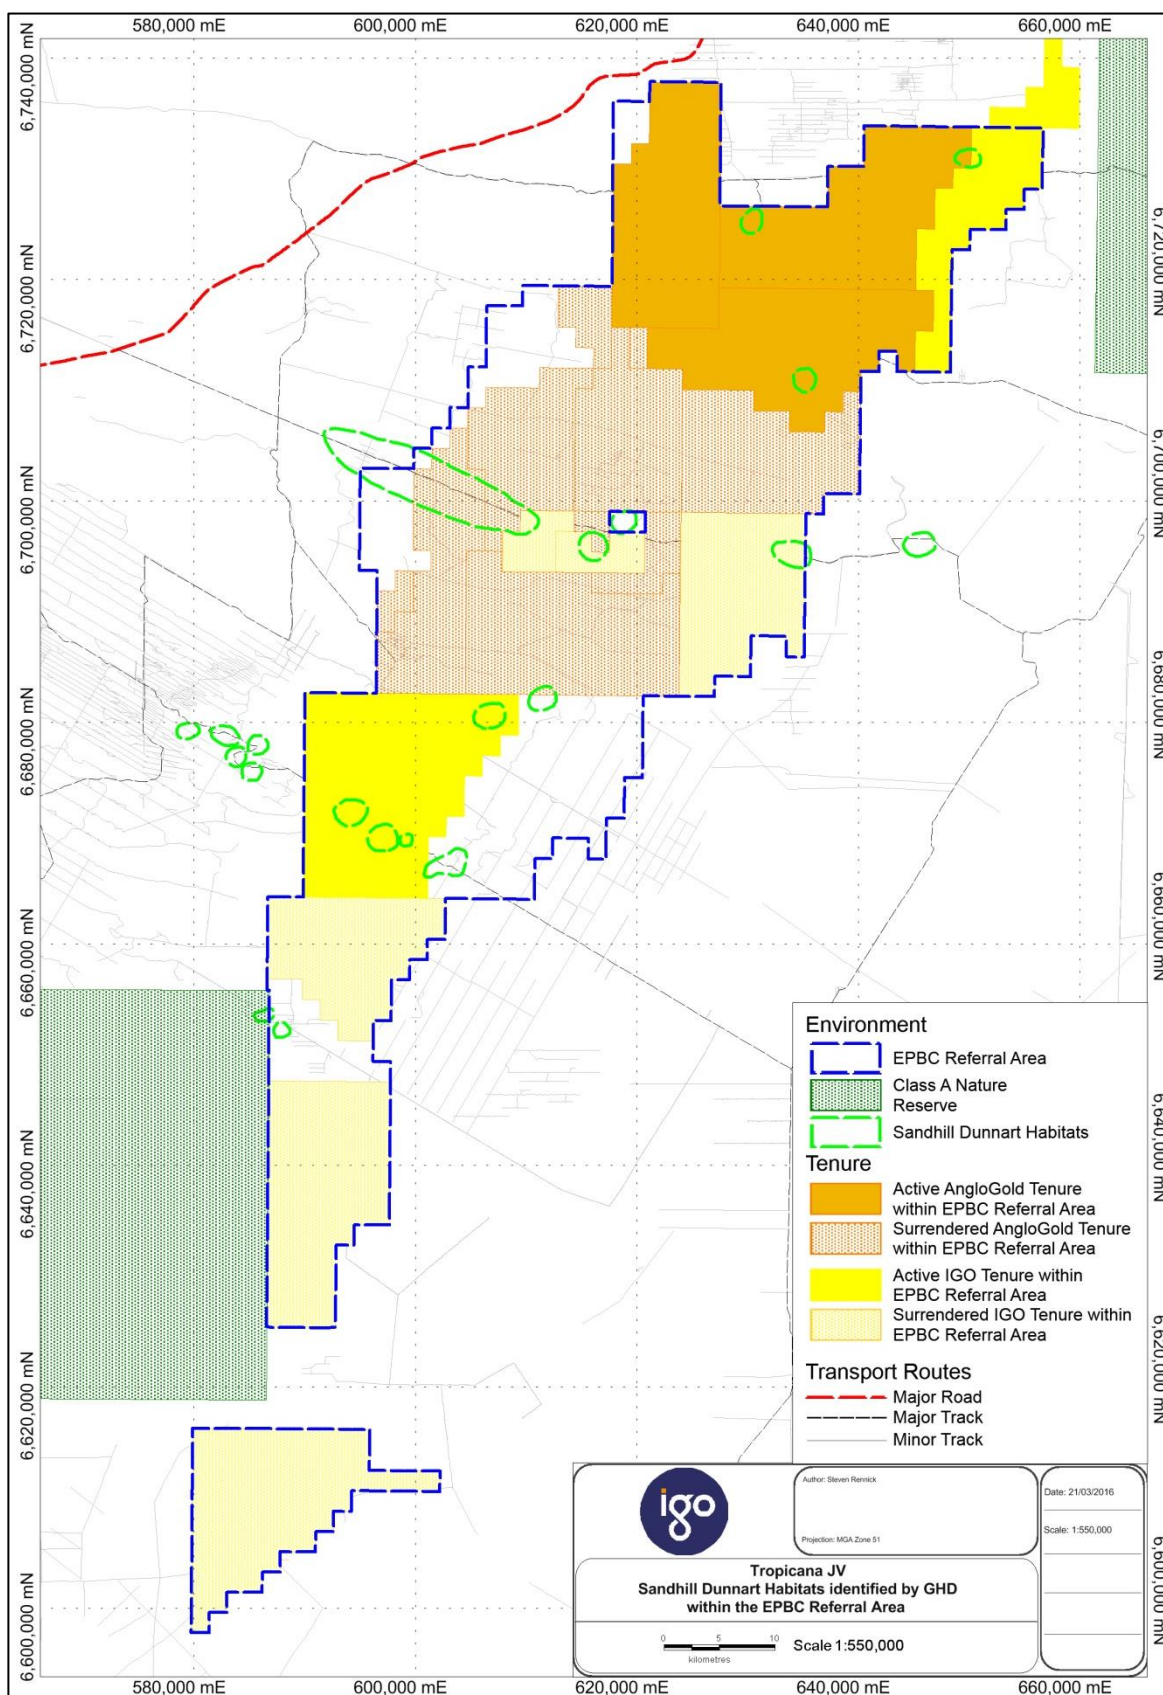 580,000 mE 600,000 mE 620,000 mE 640,000 mE 660,000 mE
6,740,000 mN
6,720,000 mN
6,720,000 mN
6,700,000 mN
6,700,000 mN
6,680,000 mN
6,680,000 mN
6,660,000 mN
6,660,000 mN
6,640,000 mN
6,640,000 mN
6,620,000 mN
6,620,000 mN
6,600,000 mN
6,600,000 mN
Environment
EPBC Referral Area
Class A Nature
Reserve
Sandhill Dunnart Habitats
Tenure
Active AngloGold Tenure
within EPBC Referral Area
Surrendered AngloGold Tenure
within EPBC Referral Area
Active IGO Tenure within
EPBC Referral Area
Surrendered IGO Tenure within
EPBC Referral Area
Transport Routes
Major Road
Major Track
Minor Track
igo
Author: Steven Rennick
Projection: MGA Zone 51
Date: 21/03/2016
Scale: 1:550,000
Tropicana JV
Sandhill Dunnart Habitats identified by GHD
within the EPBC Referral Area
0 5 10
kilometres
Scale 1:550,000
580,000 mE 600,000 mE 620,000 mE 640,000 mE 660,000 mE